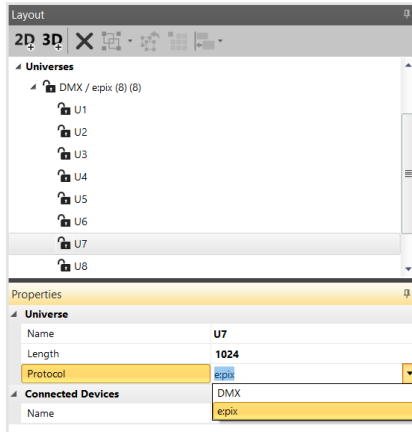 Layout
2D 3D
Universes
DMX / e:pix (8) (8)
U1
U2
U3
U4
U5
U6
U7
U8
Properties
Universe
Name U7
Length 1024
Protocol e:pix
DMX
Connected Devices
e:pix
Name